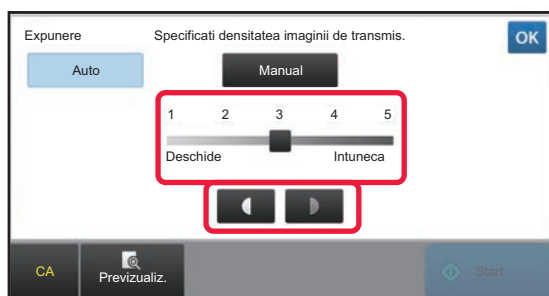 Expunere
Specificati densitatea imaginii de transmis.
OK
Auto
Manual
1 2 3 4 5
Deschide
Intuneca
CA
Previzualiz.
Start